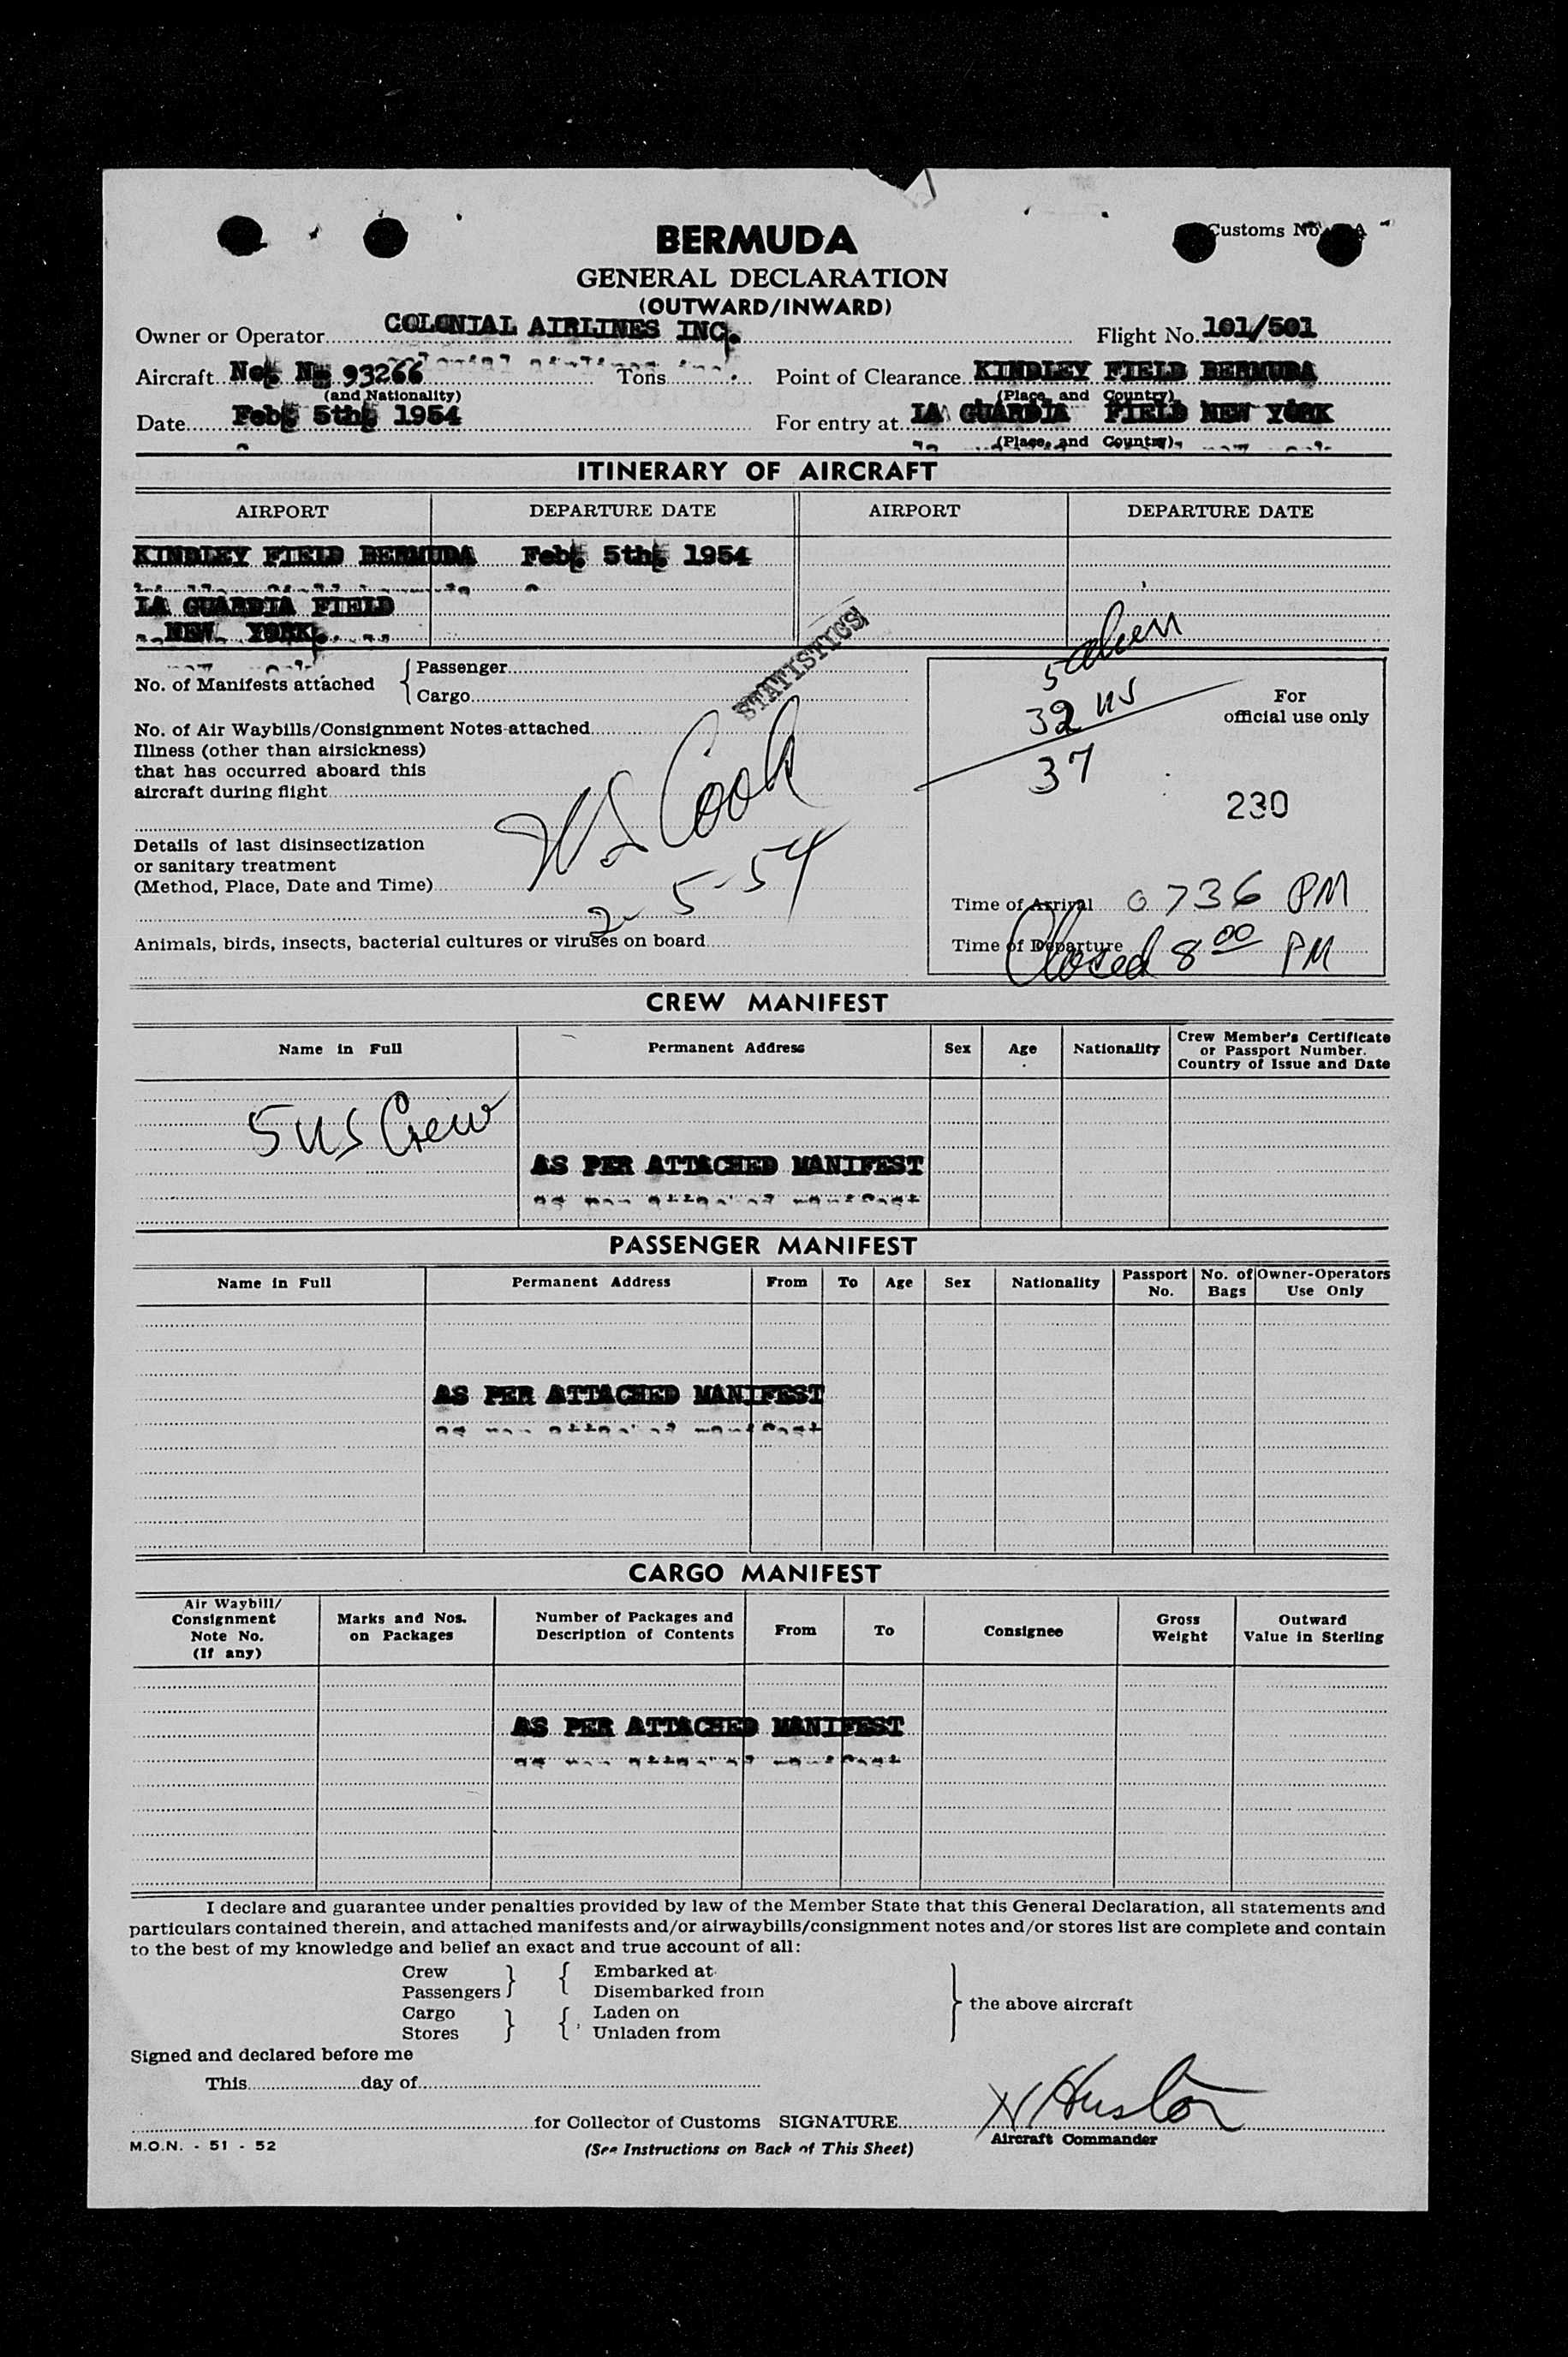 Customs No
BERMUDA
GENERAL DECLARATION
(OUTWARD/INWARD)
Owner or Operator COLONIAL AIRLINES INC. Flight No. 101/501
Aircraft 93266 Tons Point of Clearance KINDLEY FIELD BERMUDA
(and Nationality) (Place and Country)
Date Feb. 5th. 1954 For entry at LA GUARDIA FIELD NEW YORK
(Place, and Country)
ITINERARY OF AIRCRAFT
AIRPORT DEPARTURE DATE AIRPORT DEPARTURE DATE
KINDLEY FIELD BERMUDA Feb. 5th. 1954
LA GUARDIA FIELD
NEW YORK.
STATISTICS
No. of Manifests attached { Passenger
Cargo
5 alien
32 US
37
For
official use only
230
No. of Air Waybills/Consignment Notes attached
Illness (other than airsickness)
that has occurred aboard this
aircraft during flight
Cook
2-5-54
Details of last disinsectization
or sanitary treatment
(Method, Place, Date and Time)
Time of Arrival 0736 PM
Animals, birds, insects, bacterial cultures or viruses on board
Time of Departure Closed 8 00 PM
CREW MANIFEST
Name in Full Permanent Address Sex Age Nationality Crew Member's Certificate
or Passport Number.
Country of Issue and Date
5 US Crew
AS PER ATTACHED MANIFEST
PASSENGER MANIFEST
Name in Full Permanent Address From To Age Sex Nationality Passport No. No. of Bags Owner-Operators Use Only
AS PER ATTACHED MANIFEST
CARGO MANIFEST
Air Waybill/
Consignment
Note No.
(If any)
Marks and Nos.
on Packages
Number of Packages and
Description of Contents
From To Consignee
Gross
Weight
Outward
Value in Sterling
AS PER ATTACHED MANIFEST
I declare and guarantee under penalties provided by law of the Member State that this General Declaration, all statements and
particulars contained therein, and attached manifests and/or airwaybills/consignment notes and/or stores list are complete and contain
to the best of my knowledge and belief an exact and true account of all:
Crew } { Embarked at
Passengers Disembarked from
Cargo } { Laden on } the above aircraft
Stores Unladen from
Signed and declared before me
This day of
for Collector of Customs SIGNATURE Huston
M.O.N. - 51 - 52 (See Instructions on Back of This Sheet) Aircraft Commander